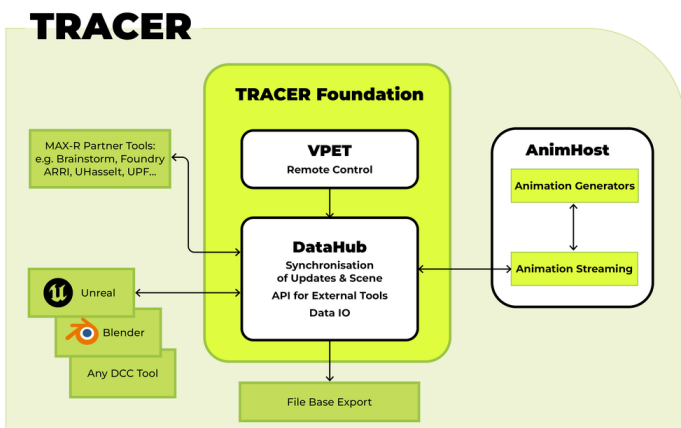 TRACER
TRACER Foundation
MAX-R Partner Tools:
e.g. Brainstorm, Foundry
ARRI, UHasselt, UPF...
VPET
Remote Control
AnimHost
Animation Generators
Animation Streaming
DataHub
Synchronisation
of Updates & Scene
API for External Tools
Data IO
Unreal
Blender
Any DCC Tool
File Base Export